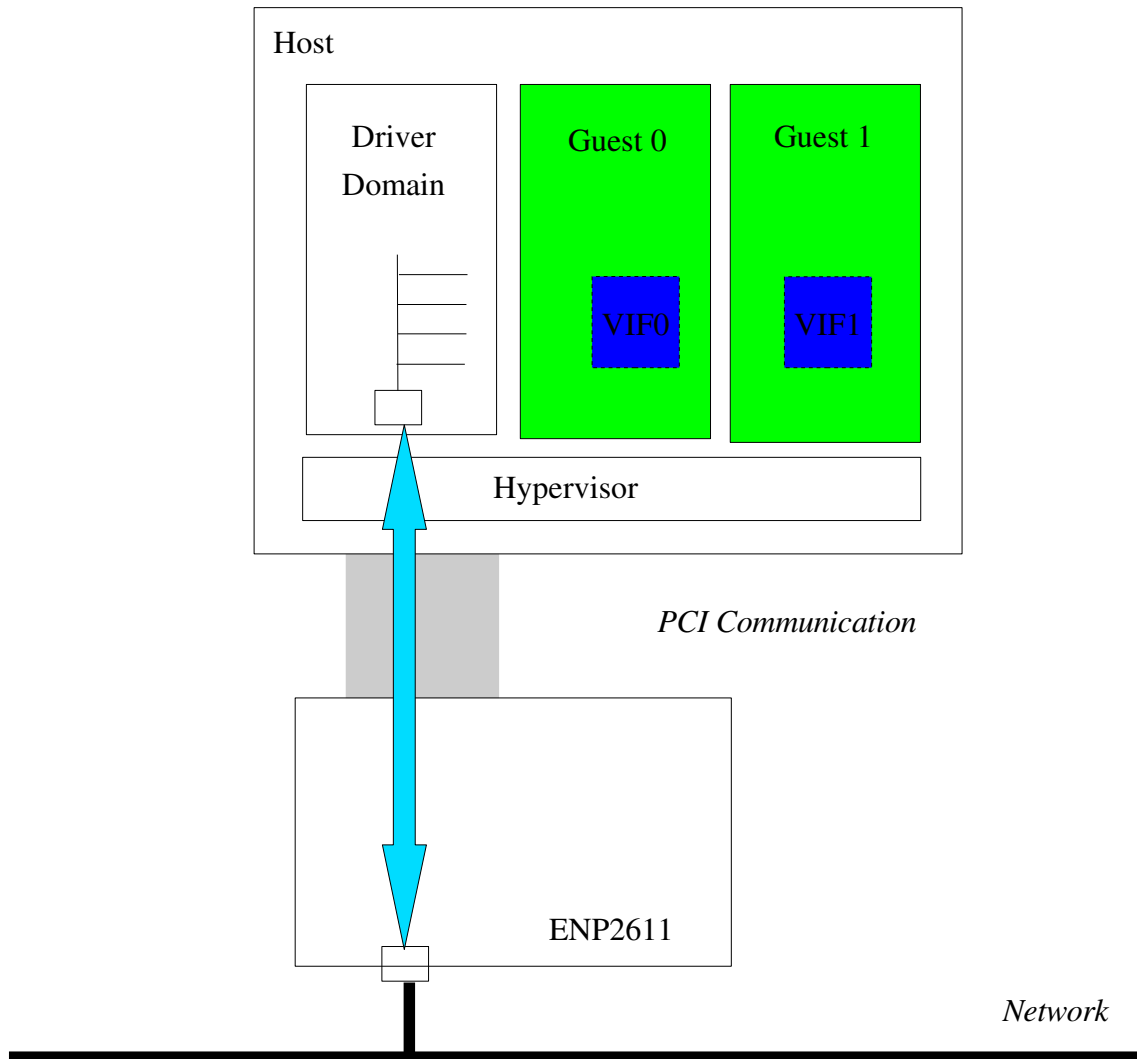 Host
Driver
Domain
Guest 0
Guest 1
VIF0
VIF1
Hypervisor
PCI Communication
ENP2611
Network